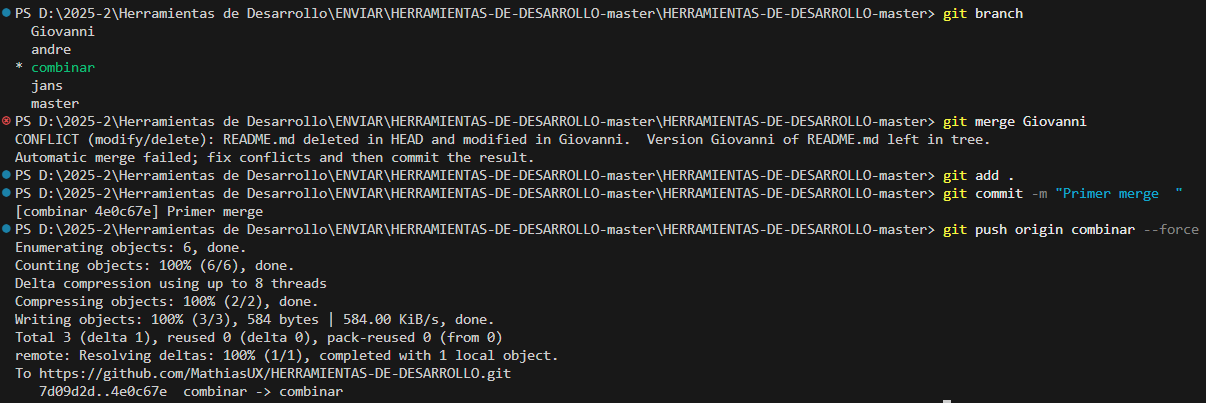 PS D:\2025-2\Herramientas de Desarrollo\ENVIAR\HERRAMIENTAS-DE-DESARROLLO-master\HERRAMIENTAS-DE-DESARROLLO-master> git branch
  Giovanni
  andre
* combinar
  jans
  master
PS D:\2025-2\Herramientas de Desarrollo\ENVIAR\HERRAMIENTAS-DE-DESARROLLO-master\HERRAMIENTAS-DE-DESARROLLO-master> git merge Giovanni
CONFLICT (modify/delete): README.md deleted in HEAD and modified in Giovanni.  Version Giovanni of README.md left in tree.
Automatic merge failed; fix conflicts and then commit the result.
PS D:\2025-2\Herramientas de Desarrollo\ENVIAR\HERRAMIENTAS-DE-DESARROLLO-master\HERRAMIENTAS-DE-DESARROLLO-master> git add .
PS D:\2025-2\Herramientas de Desarrollo\ENVIAR\HERRAMIENTAS-DE-DESARROLLO-master\HERRAMIENTAS-DE-DESARROLLO-master> git commit -m "Primer merge  "
[combinar 4e0c67e] Primer merge
PS D:\2025-2\Herramientas de Desarrollo\ENVIAR\HERRAMIENTAS-DE-DESARROLLO-master\HERRAMIENTAS-DE-DESARROLLO-master> git push origin combinar --force
Enumerating objects: 6, done.
Counting objects: 100% (6/6), done.
Delta compression using up to 8 threads
Compressing objects: 100% (2/2), done.
Writing objects: 100% (3/3), 584 bytes | 584.00 KiB/s, done.
Total 3 (delta 1), reused 0 (delta 0), pack-reused 0 (from 0)
remote: Resolving deltas: 100% (1/1), completed with 1 local object.
To https://github.com/MathiasUX/HERRAMIENTAS-DE-DESARROLLO.git
   7d09d2d..4e0c67e  combinar -> combinar